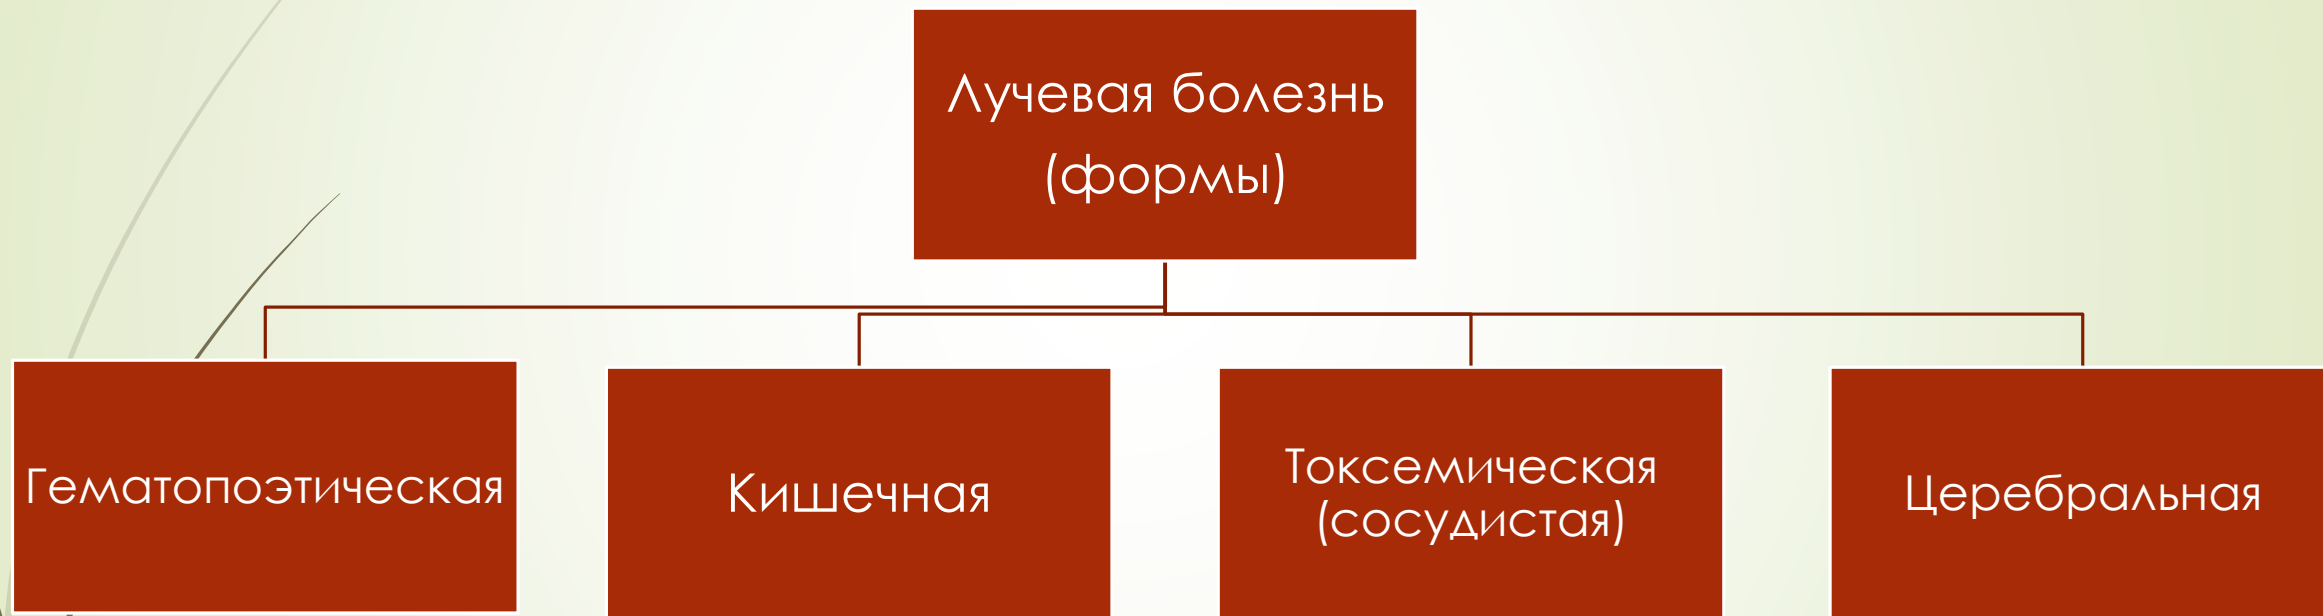 Лучевая болезнь
(формы)
Гематопоэтическая
Кишечная
Токсемическая
(сосудистая)
Церебральная